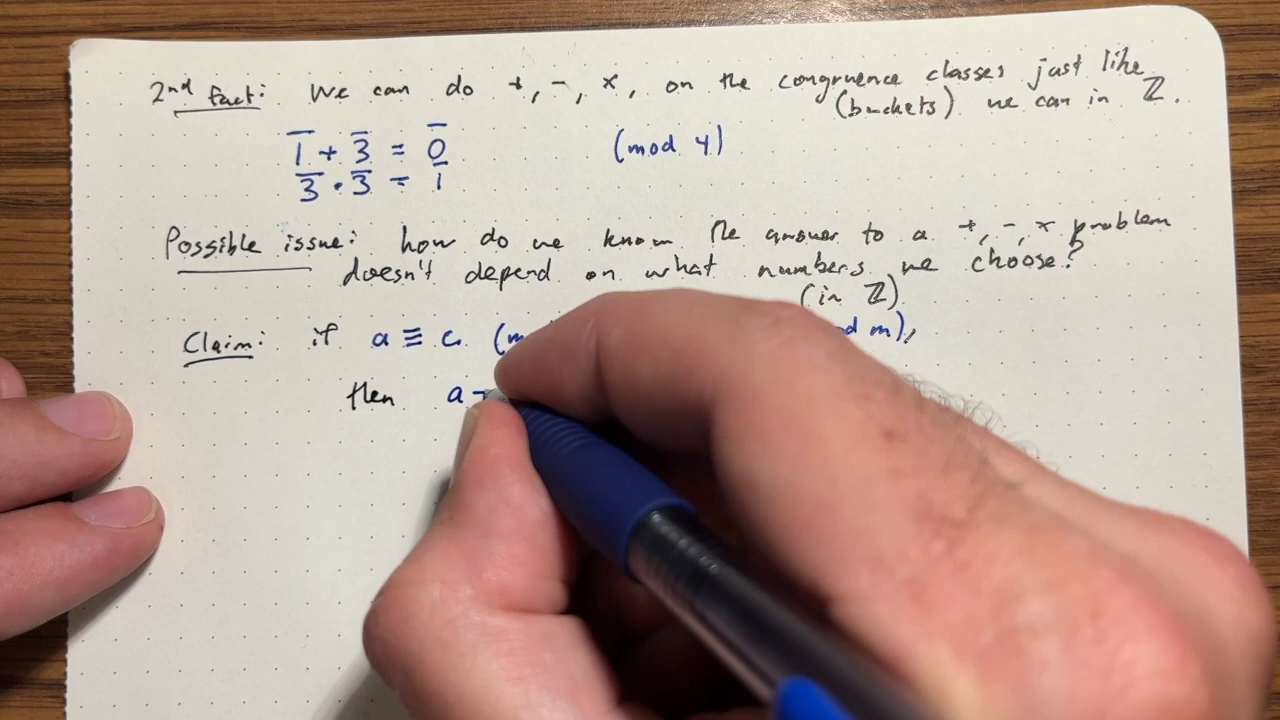 2nd fact: We can do +, -, ×, on the congruence classes just like
(buckets) we can in ℤ.
1̅ + 3̅ = 0̅ (mod 4)
3̅ · 3̅ = 1̅
Possible issue: how do we know the answer to a +, -, × problem
doesn't depend on what numbers we choose?
(in ℤ)
Claim: if a ≡ c (m m),
then a